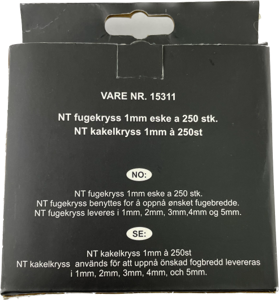 VARE NR. 15311
NT fugekryss 1mm eske a 250 stk.
NT kakelkryss 1mm à 250st
NO:
NT fugekryss 1mm eske a 250 stk.
NT fugekryss benyttes for å oppnå ønsket fugebredde.
NT fugekryss leveres i 1mm, 2mm, 3mm,4mm og 5mm.
SE:
NT kakelkryss 1mm à 250st
NT kakelkryss används för att uppnå önskad fogbredd levereras
i 1mm, 2mm, 3mm, 4mm, och 5mm.